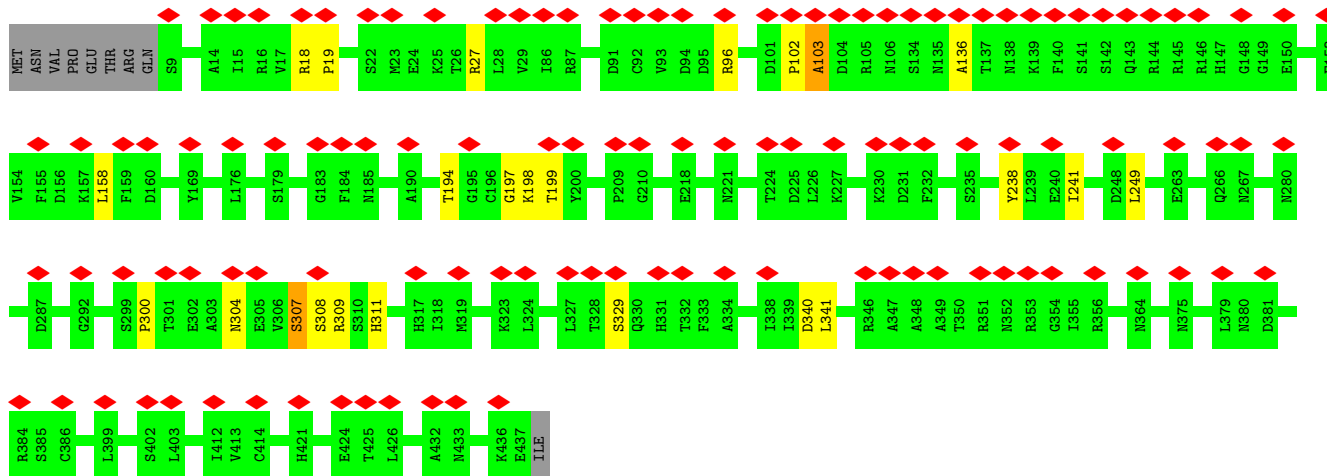 MET ASN VAL PRO GLU THR ARG GLN S9 A14 I15 R16 V17 R18 P19 S22 M23 E24 K25 T26 R27 L28 V29 I86 R87 D91 C92 V93 D94 D95 R96 D101 P102 A103 D104 R105 N106 S134 N135 A136 T137 N138 K139 F140 S141 S142 Q143 R144 R145 R146 H147 G148 G149 E150
V154 F155 D156 K157 L158 F159 D160 Y169 L176 S179 G183 F184 N185 A190 T194 G195 C196 G197 K198 T199 Y200 P209 G210 E218 N221 T224 D225 L226 K227 K230 D231 F232 S235 Y238 L239 E240 I241 D248 L249 E263 Q266 N267 N280
D287 G292 S299 P300 T301 E302 A303 N304 E305 V306 S307 S308 R309 S310 H311 H317 I318 M319 K323 L324 L327 T328 S329 Q330 H331 T332 F333 A334 I338 I339 D340 L341 R346 A347 A348 A349 T350 R351 N352 R353 G354 I355 R356 N364 N375 L379 N380 D381
R384 S385 C386 L399 S402 L403 I412 V413 C414 H421 E424 T425 L426 A432 N433 K436 E437 ILE